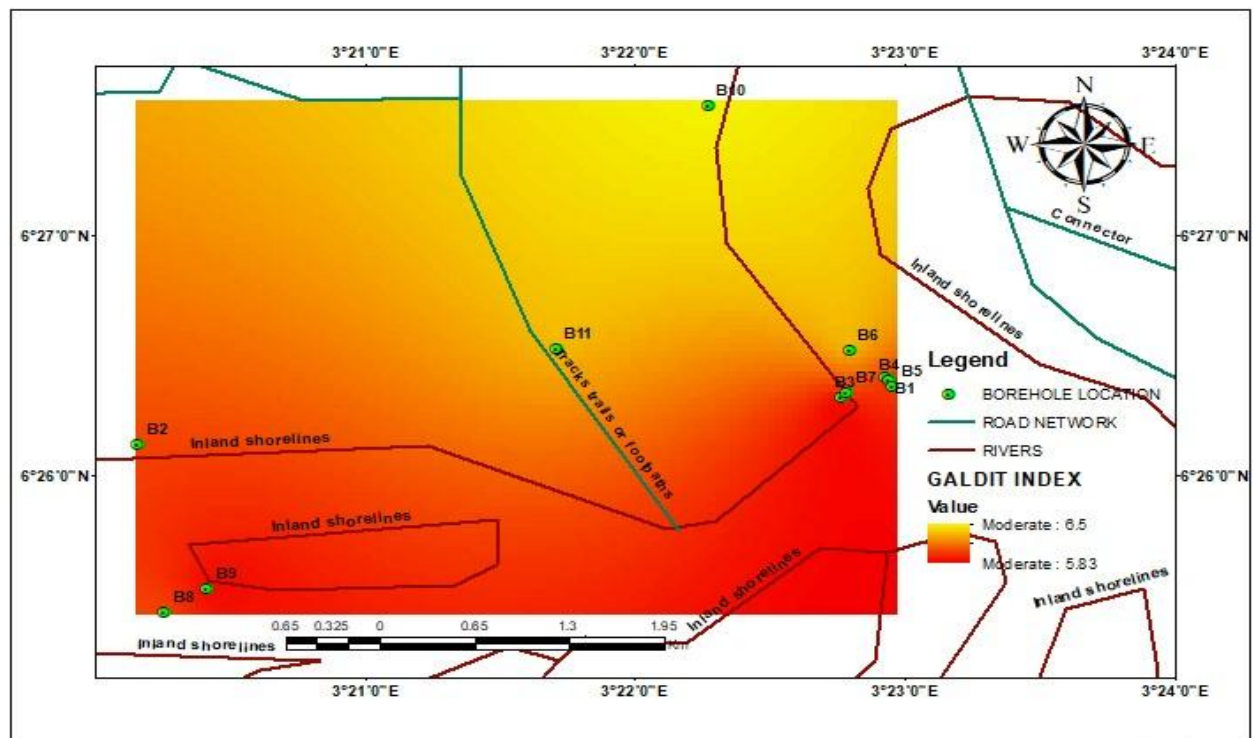 3°21'0"E 3°22'0"E 3°23'0"E 3°24'0"E
N
W E
S
B10
Connector
6°27'0"N 6°27'0"N
Inland shorelines
B11
Tracks trails or footpaths
B6
B4
B5
B7
B3
B1
B2
Inland shorelines
6°26'0"N 6°26'0"N
Legend
BOREHOLE LOCATION
ROAD NETWORK
RIVERS
GALDIT INDEX
Value
Moderate : 6.5
Moderate : 5.83
Inland shorelines
B9
B8
Inland shorelines
Inland shorelines
Inland shorelines
0.65 0.325 0 0.65 1.3 1.95
Km
3°21'0"E 3°22'0"E 3°23'0"E 3°24'0"E